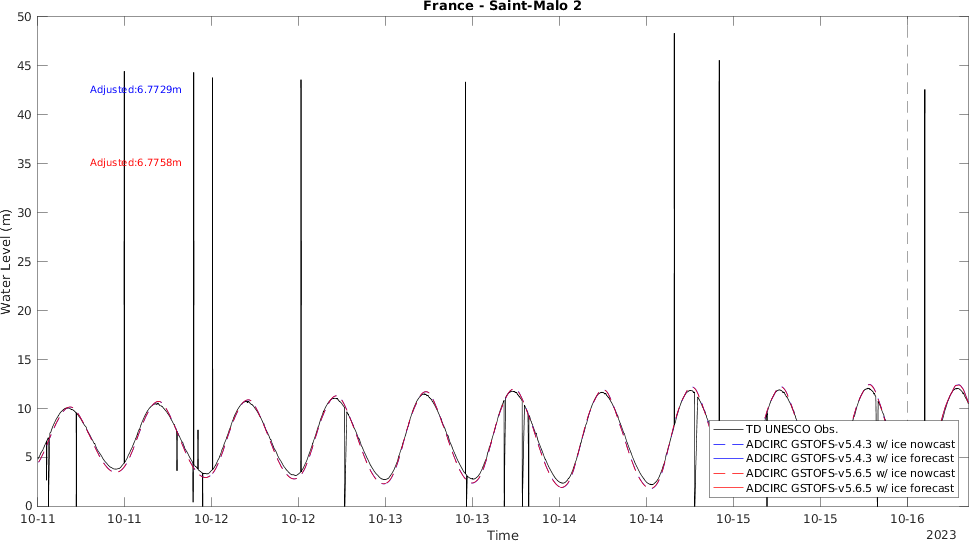 France - Saint-Malo 2
50
45
40
35
30
25
20
15
10
5
0
Water Level (m)
Adjusted:6.7729m
Adjusted:6.7758m
TD UNESCO Obs.
ADCIRC GSTOFS-v5.4.3 w/ ice nowcast
ADCIRC GSTOFS-v5.4.3 w/ ice forecast
ADCIRC GSTOFS-v5.6.5 w/ ice nowcast
ADCIRC GSTOFS-v5.6.5 w/ ice forecast
10-11 10-11 10-12 10-12 10-13 10-13 10-14 10-14 10-15 10-15 10-16
Time
2023